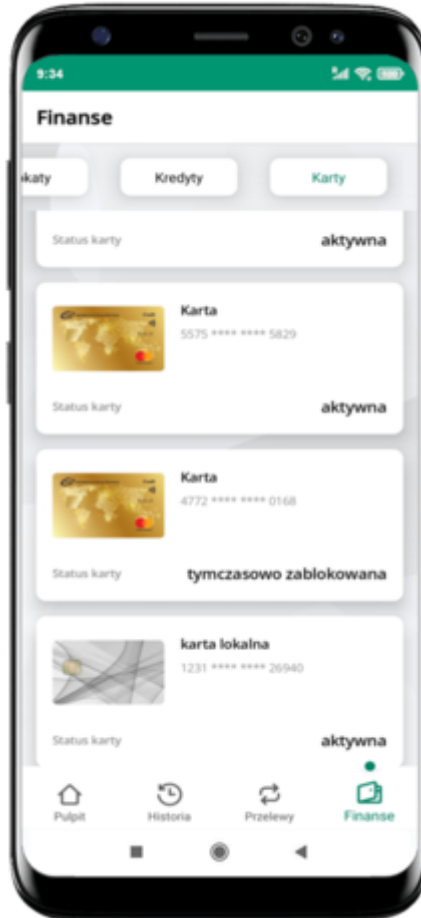 9:34
Finanse
katy
Kredyty
Karty
Status karty
aktywna
Karta
5575 **** **** 5829
Status karty
aktywna
Karta
4772 **** **** 0168
Status karty
tymczasowo zablokowana
karta lokalna
1231 **** **** 26940
Status karty
aktywna
Pulpit
Historia
Przelewy
Finanse